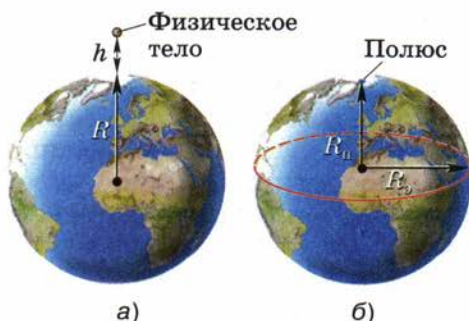 Физическое
тело
h
R
Полюс
Rп
Rэ
а)
б)